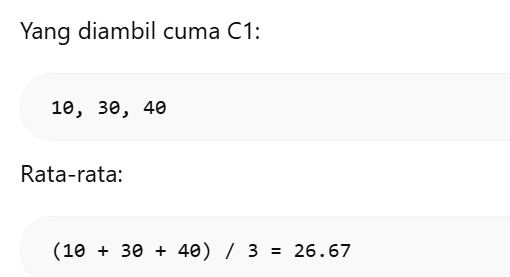 Yang diambil cuma C1:
10, 30, 40
Rata-rata:
(10 + 30 + 40) / 3 = 26.67